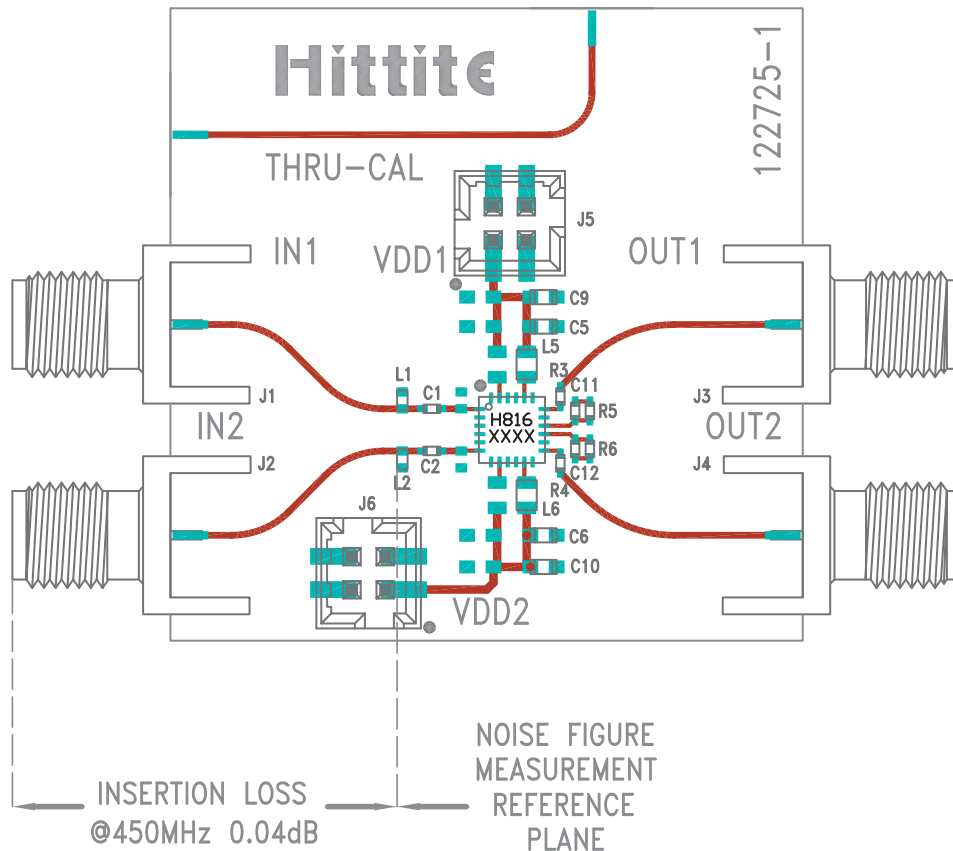 Hittite
122725-1
THRU-CAL
J5
IN1
VDD1
OUT1
C9
C5
L5
R3
L1
C1
C11
J1
J3
H816
XXXX
R5
IN2
OUT2
R6
J2
L2
C2
C12
J4
R4
L6
J6
C6
C10
VDD2
INSERTION LOSS
@450MHz 0.04dB
NOISE FIGURE
MEASUREMENT
REFERENCE
PLANE